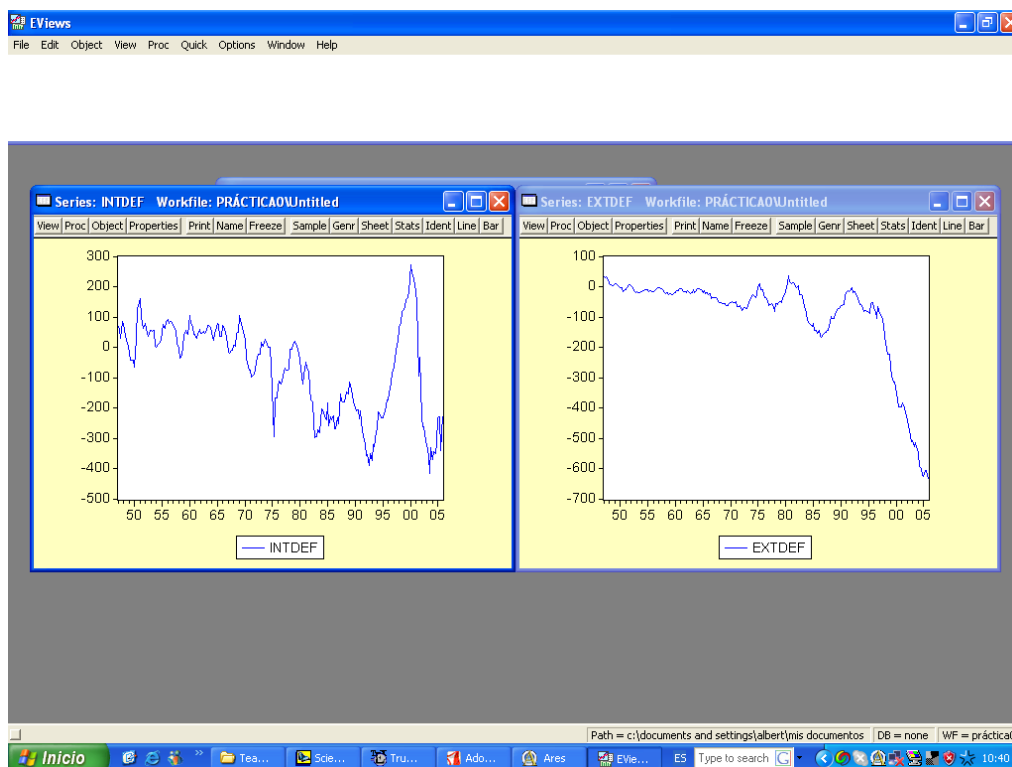 EViews
File Edit Object View Proc Quick Options Window Help
Series: INTDEF Workfile: PRÁCTICA0\Untitled
View Proc Object Properties Print Name Freeze Sample Genr Sheet Stats Ident Line Bar
300
200
100
0
-100
-200
-300
-400
-500
50 55 60 65 70 75 80 85 90 95 00 05
INTDEF
Series: EXTDEF Workfile: PRÁCTICA0\Untitled
View Proc Object Properties Print Name Freeze Sample Genr Sheet Stats Ident Line Bar
100
0
-100
-200
-300
-400
-500
-600
-700
50 55 60 65 70 75 80 85 90 95 00 05
EXTDEF
Path = c:\documents and settings\albert\mis documentos DB = none WF = práctica0
Inicio » Tea... Scie... Tru... Ado... Ares EVie... ES Type to search 10:40